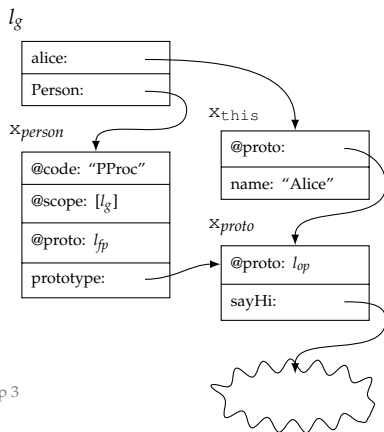 l_g
alice:
Person:
x_person
@code: “PProc”
@scope: [l_g]
@proto: l_fp
prototype:
x_this
@proto:
name: “Alice”
x_proto
@proto: l_op
sayHi:
p 3